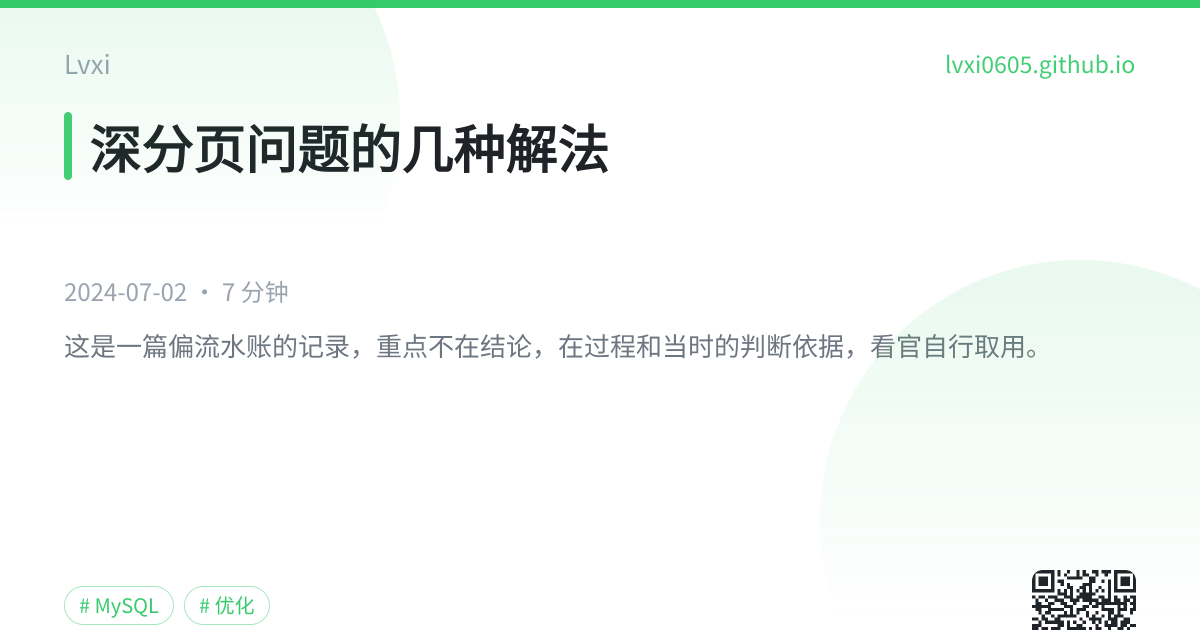 Lvxi
lvxi0605.github.io
深分页问题的几种解法
2024-07-02 · 7 分钟
这是一篇偏流水账的记录，重点不在结论，在过程和当时的判断依据，看官自行取用。
# MySQL
# 优化